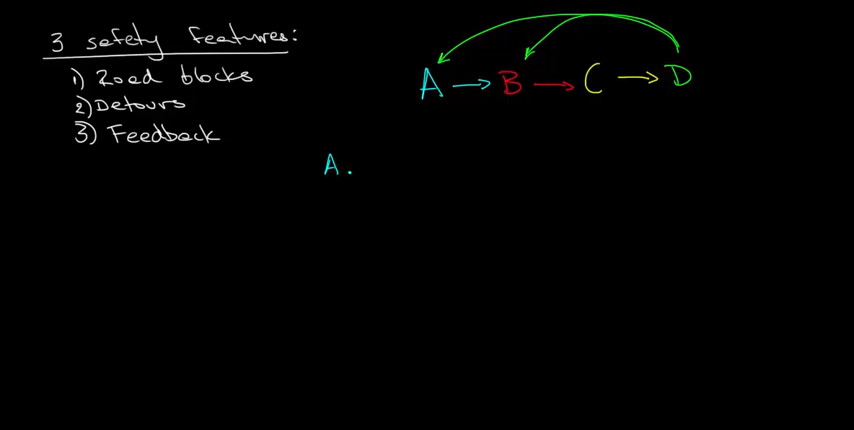 3 safety features:
1) Road blocks
2) Detours
3) Feedback
A → B → C → D
A.